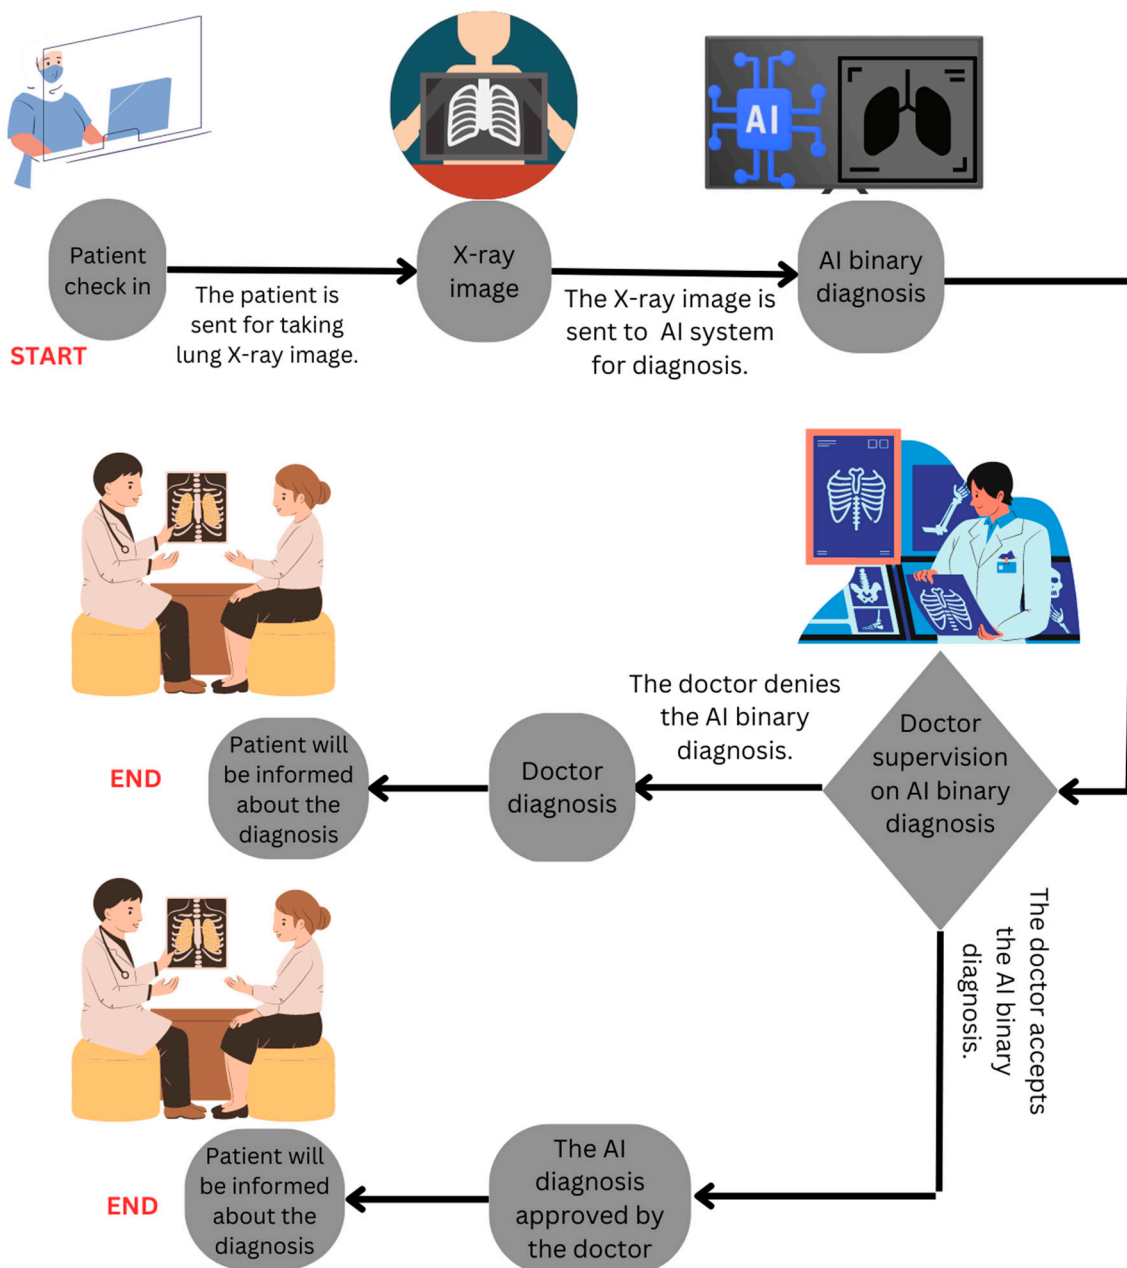 AI
Patient
check in
START
The patient is
sent for taking
lung X-ray image.
X-ray
image
The X-ray image is
sent to AI system
for diagnosis.
AI binary
diagnosis
Doctor
supervision
on AI binary
diagnosis
The doctor denies
the AI binary
diagnosis.
Doctor
diagnosis
Patient will
be informed
about the
diagnosis
END
The doctor accepts
the AI binary
diagnosis.
The AI
diagnosis
approved by
the doctor
Patient will
be informed
about the
diagnosis
END